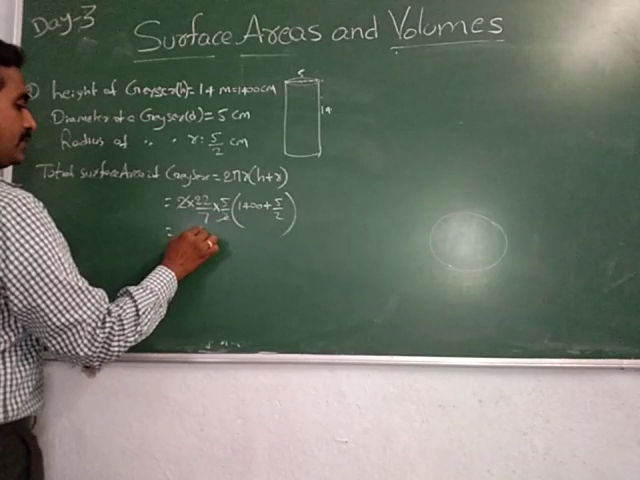 Day-3
Surface Areas and Volumes
height of Geyser(h) = 14 m = 1400 cm
Diameter of a Geyser(d) = 5 cm
Radius of " " r = 5/2 cm
5
14
Total surface Area of Geyser = 2πr(h+r)
= 2 × 22/7 × 5/2 (1400 + 5/2)
=